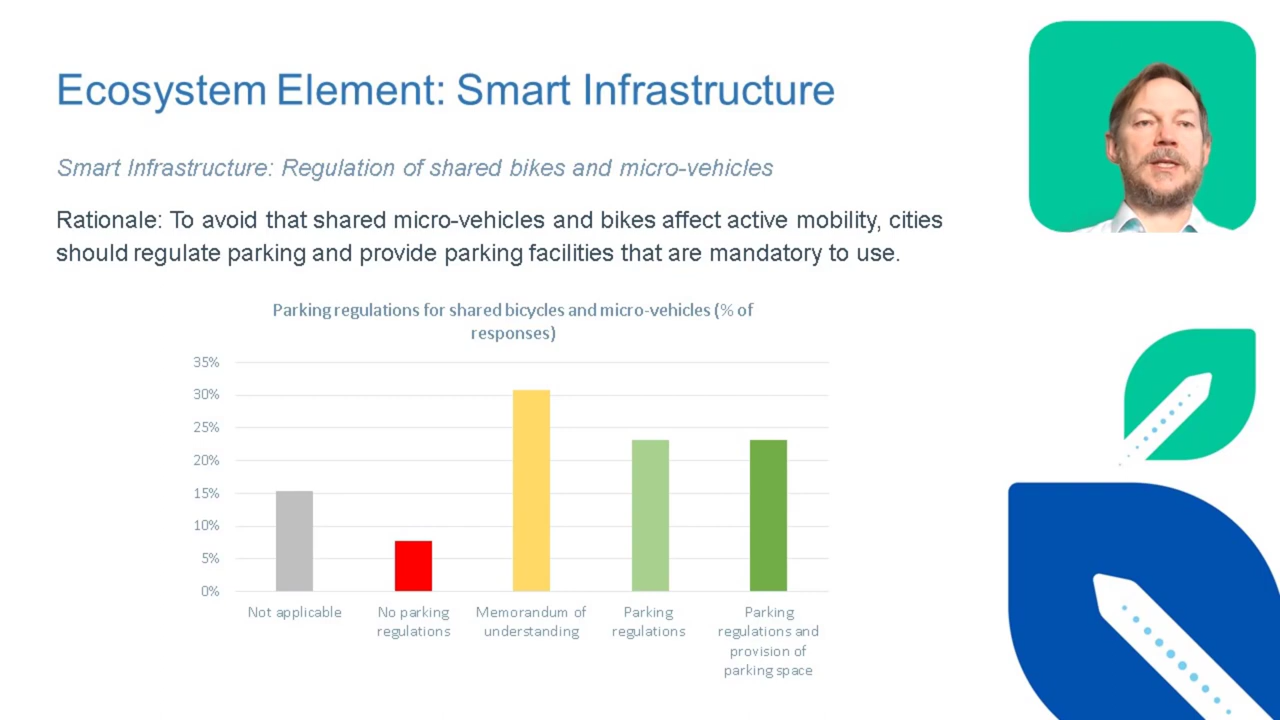 Ecosystem Element: Smart Infrastructure
Smart Infrastructure: Regulation of shared bikes and micro-vehicles
Rationale: To avoid that shared micro-vehicles and bikes affect active mobility, cities
should regulate parking and provide parking facilities that are mandatory to use.
Parking regulations for shared bicycles and micro-vehicles (% of
responses)
35%
30%
25%
20%
15%
10%
5%
0%
Not applicable
No parking
regulations
Memorandum of
understanding
Parking
regulations
Parking
regulations and
provision of
parking space